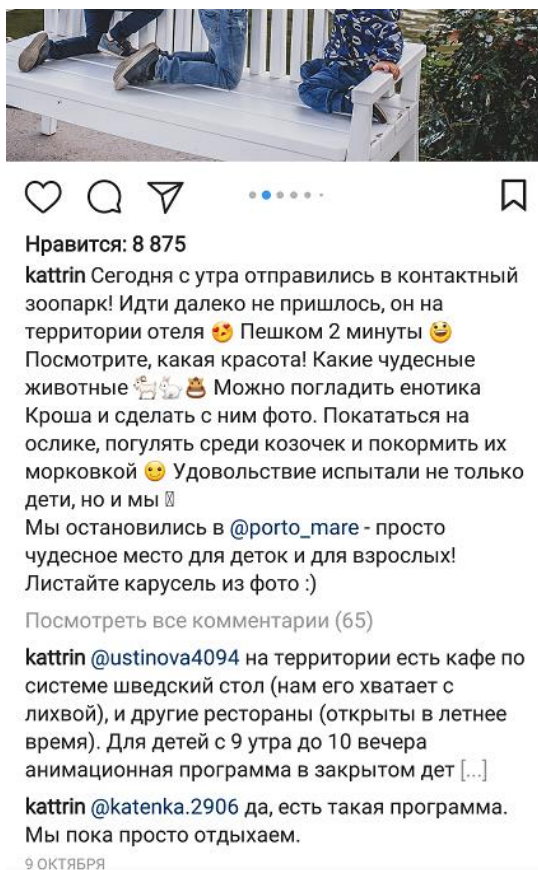 Нравится: 8 875
kattrin Сегодня с утра отправились в контактный
зоопарк! Идти далеко не пришлось, он на
территории отеля 😍 Пешком 2 минуты 😄
Посмотрите, какая красота! Какие чудесные
животные 🐐🐇🐣 Можно погладить енотика
Кроша и сделать с ним фото. Покататься на
ослике, погулять среди козочек и покормить их
морковкой 🙂 Удовольствие испытали не только
дети, но и мы
Мы остановились в @porto_mare - просто
чудесное место для деток и для взрослых!
Листайте карусель из фото :)
Посмотреть все комментарии (65)
kattrin @ustinova4094 на территории есть кафе по
системе шведский стол (нам его хватает с
лихвой), и другие рестораны (открыты в летнее
время). Для детей с 9 утра до 10 вечера
анимационная программа в закрытом дет [...]
kattrin @katenka.2906 да, есть такая программа.
Мы пока просто отдыхаем.
9 ОКТЯБРЯ